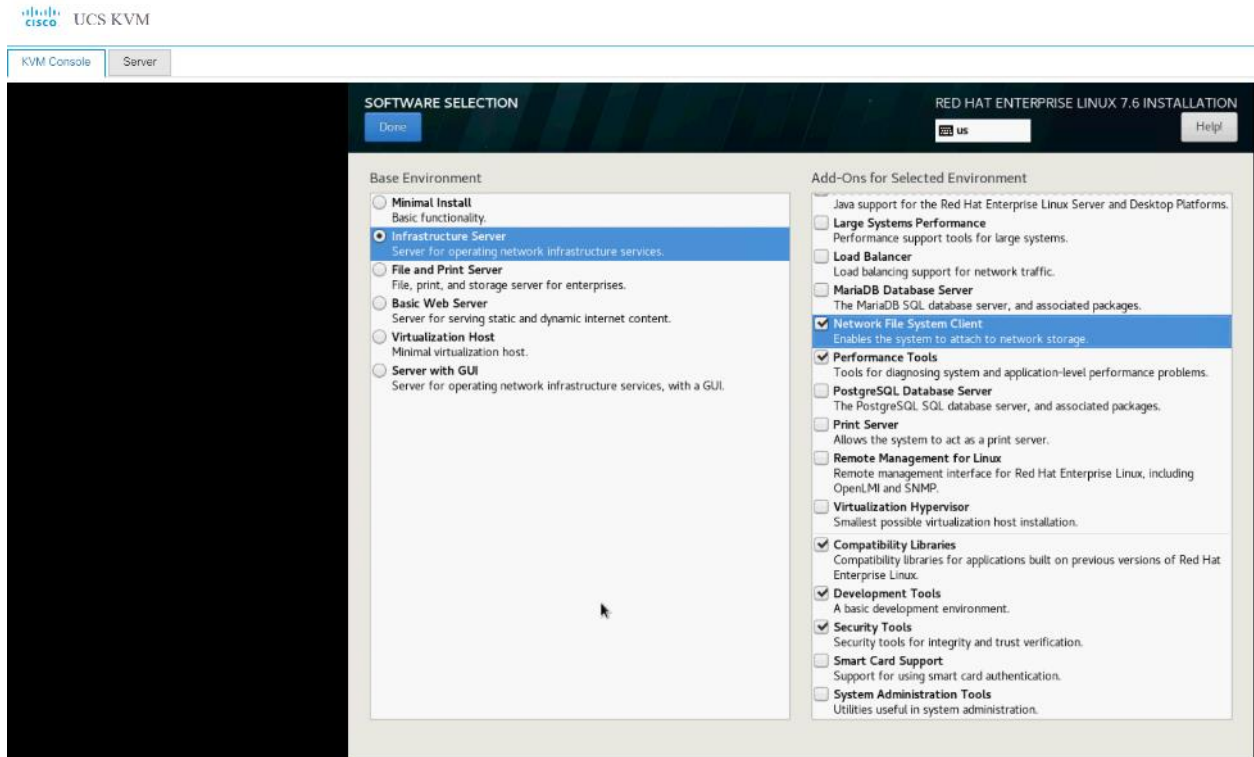 cisco UCS KVM
KVM Console Server
SOFTWARE SELECTION
Done
RED HAT ENTERPRISE LINUX 7.6 INSTALLATION
us
Help!
Base Environment
Minimal Install
Basic functionality.
Infrastructure Server
Server for operating network infrastructure services.
File and Print Server
File, print, and storage server for enterprises.
Basic Web Server
Server for serving static and dynamic internet content.
Virtualization Host
Minimal virtualization host.
Server with GUI
Server for operating network infrastructure services, with a GUI.
Add-Ons for Selected Environment
Java support for the Red Hat Enterprise Linux Server and Desktop Platforms.
Large Systems Performance
Performance support tools for large systems.
Load Balancer
Load balancing support for network traffic.
MariaDB Database Server
The MariaDB SQL database server, and associated packages.
Network File System Client
Enables the system to attach to network storage.
Performance Tools
Tools for diagnosing system and application-level performance problems.
PostgreSQL Database Server
The PostgreSQL SQL database server, and associated packages.
Print Server
Allows the system to act as a print server.
Remote Management for Linux
Remote management interface for Red Hat Enterprise Linux, including
OpenLMI and SNMP.
Virtualization Hypervisor
Smallest possible virtualization host installation.
Compatibility Libraries
Compatibility libraries for applications built on previous versions of Red Hat
Enterprise Linux.
Development Tools
A basic development environment.
Security Tools
Security tools for integrity and trust verification.
Smart Card Support
Support for using smart card authentication.
System Administration Tools
Utilities useful in system administration.